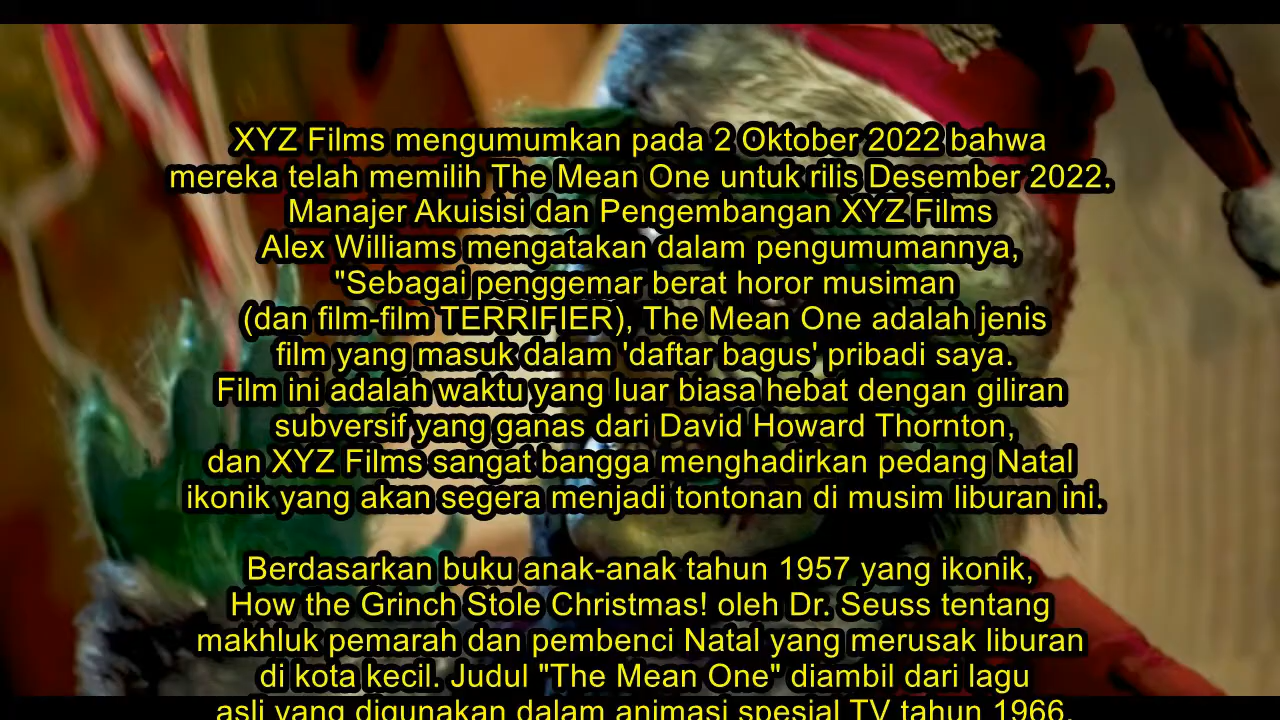 XYZ Films mengumumkan pada 2 Oktober 2022 bahwa
mereka telah memilih The Mean One untuk rilis Desember 2022.
Manajer Akuisisi dan Pengembangan XYZ Films
Alex Williams mengatakan dalam pengumumannya,
"Sebagai penggemar berat horor musiman
(dan film-film TERRIFIER), The Mean One adalah jenis
film yang masuk dalam 'daftar bagus' pribadi saya.
Film ini adalah waktu yang luar biasa hebat dengan giliran
subversif yang ganas dari David Howard Thornton,
dan XYZ Films sangat bangga menghadirkan pedang Natal
ikonik yang akan segera menjadi tontonan di musim liburan ini.
Berdasarkan buku anak-anak tahun 1957 yang ikonik,
How the Grinch Stole Christmas! oleh Dr. Seuss tentang
makhluk pemarah dan pembenci Natal yang merusak liburan
di kota kecil. Judul "The Mean One" diambil dari lagu
asli yang digunakan dalam animasi spesial TV tahun 1966.